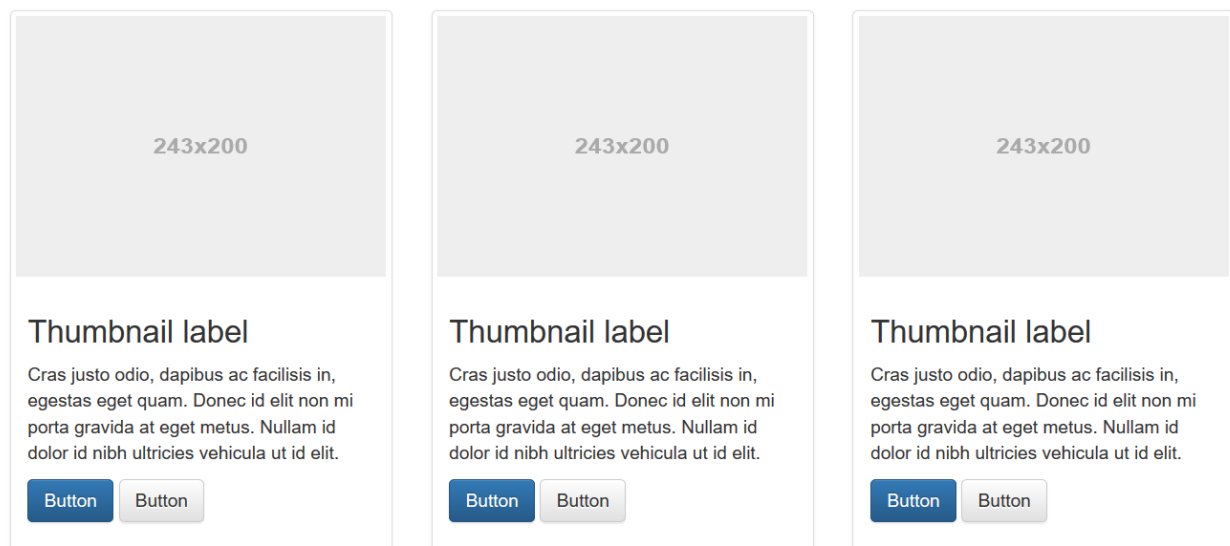 243x200
Thumbnail label
Cras justo odio, dapibus ac facilisis in,
egestas eget quam. Donec id elit non mi
porta gravida at eget metus. Nullam id
dolor id nibh ultricies vehicula ut id elit.
Button Button
243x200
Thumbnail label
Cras justo odio, dapibus ac facilisis in,
egestas eget quam. Donec id elit non mi
porta gravida at eget metus. Nullam id
dolor id nibh ultricies vehicula ut id elit.
Button Button
243x200
Thumbnail label
Cras justo odio, dapibus ac facilisis in,
egestas eget quam. Donec id elit non mi
porta gravida at eget metus. Nullam id
dolor id nibh ultricies vehicula ut id elit.
Button Button